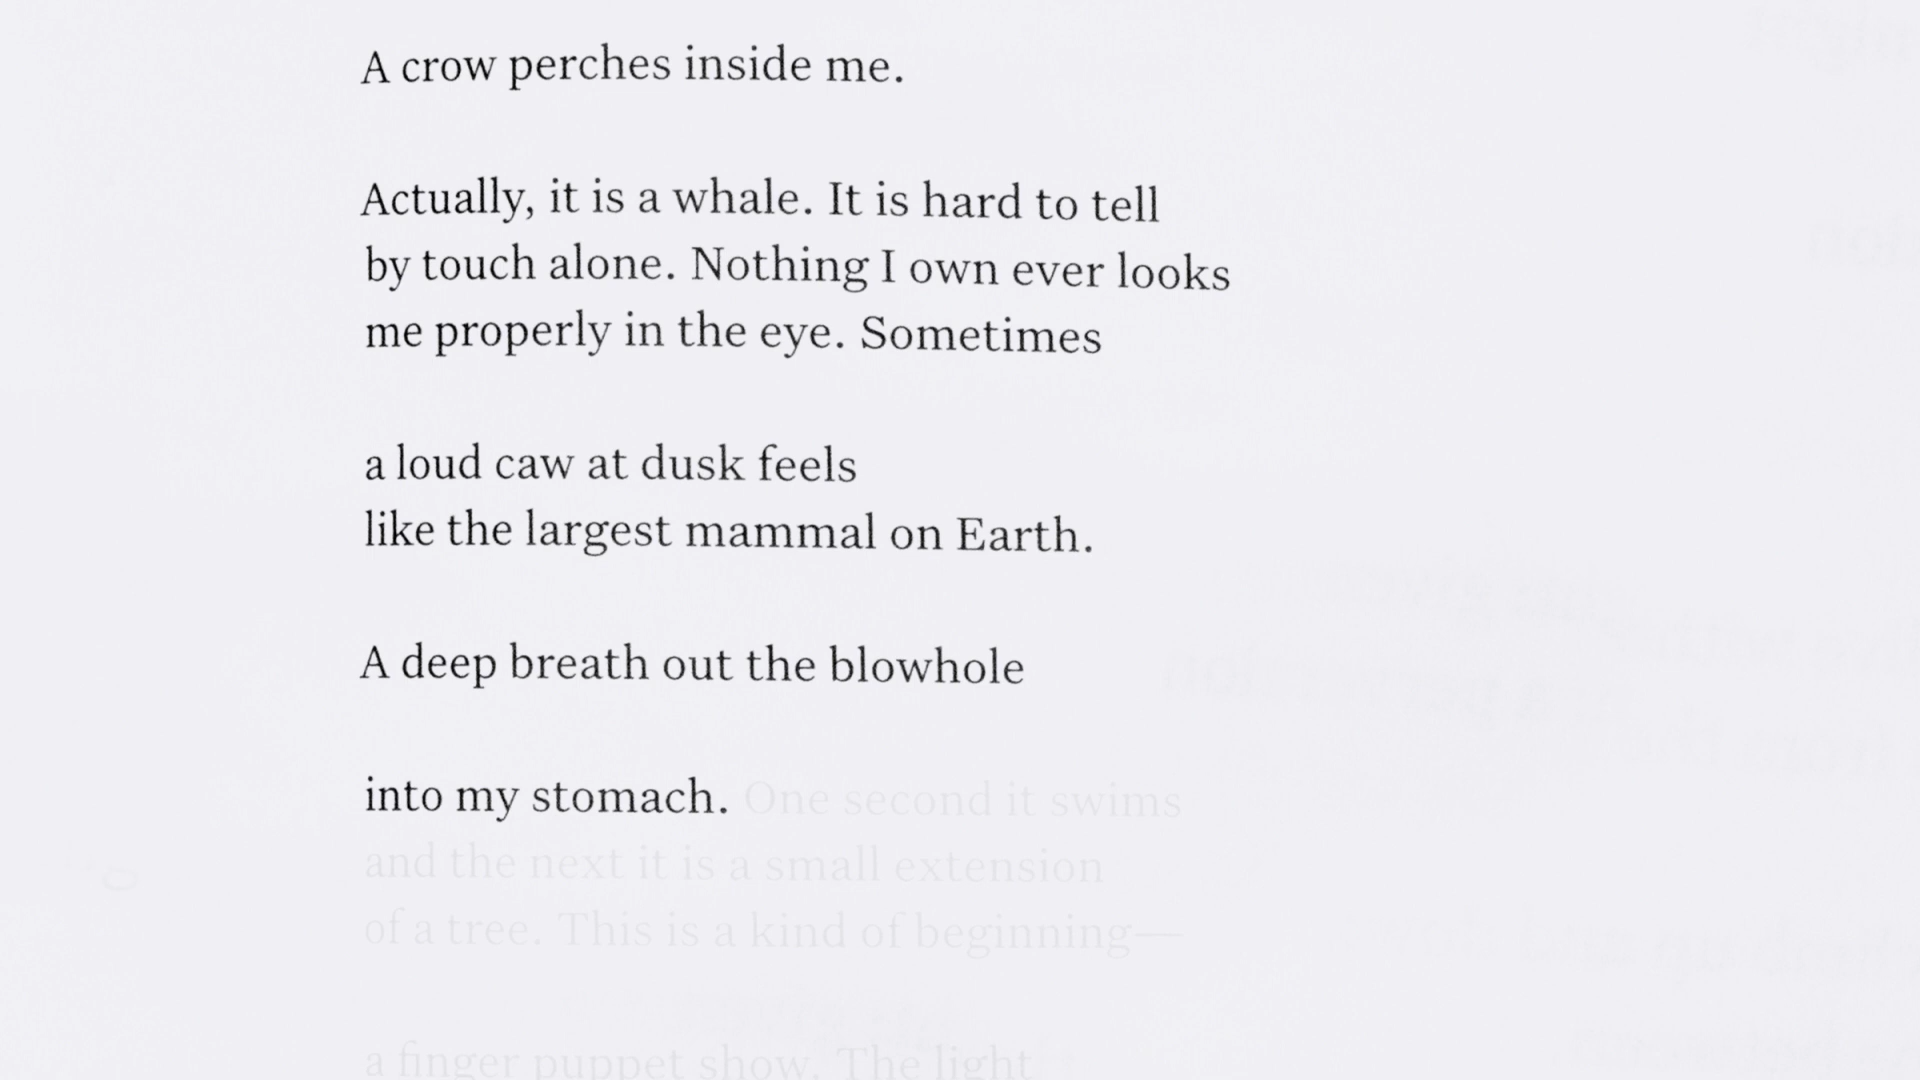 A crow perches inside me.
Actually, it is a whale. It is hard to tell
by touch alone. Nothing I own ever looks
me properly in the eye. Sometimes
a loud caw at dusk feels
like the largest mammal on Earth.
A deep breath out the blowhole
into my stomach. One second it swims
and the next it is a small extension
of a tree. This is a kind of beginning—
a finger puppet show. The light